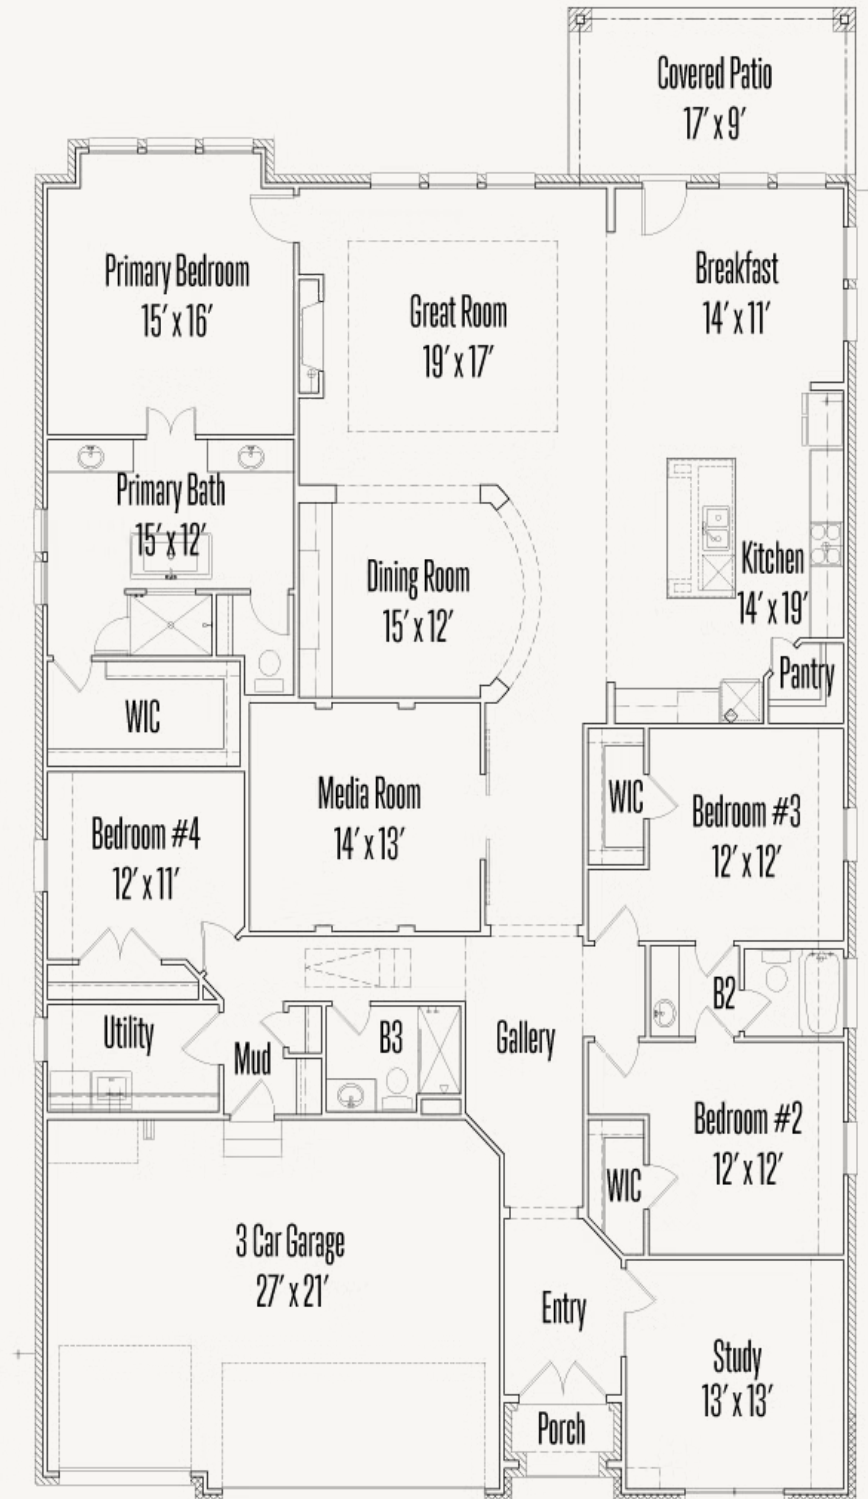 Covered Patio
17' x 9'
Primary Bedroom
15' x 16'
Great Room
19' x 17'
Breakfast
14' x 11'
Primary Bath
15' x 12'
Dining Room
15' x 12'
Kitchen
14' x 19'
Pantry
WIC
Media Room
14' x 13'
WIC
Bedroom #3
12' x 12'
Bedroom #4
12' x 11'
B2
Utility
Mud
B3
Gallery
Bedroom #2
12' x 12'
WIC
3 Car Garage
27' x 21'
Entry
Study
13' x 13'
Porch